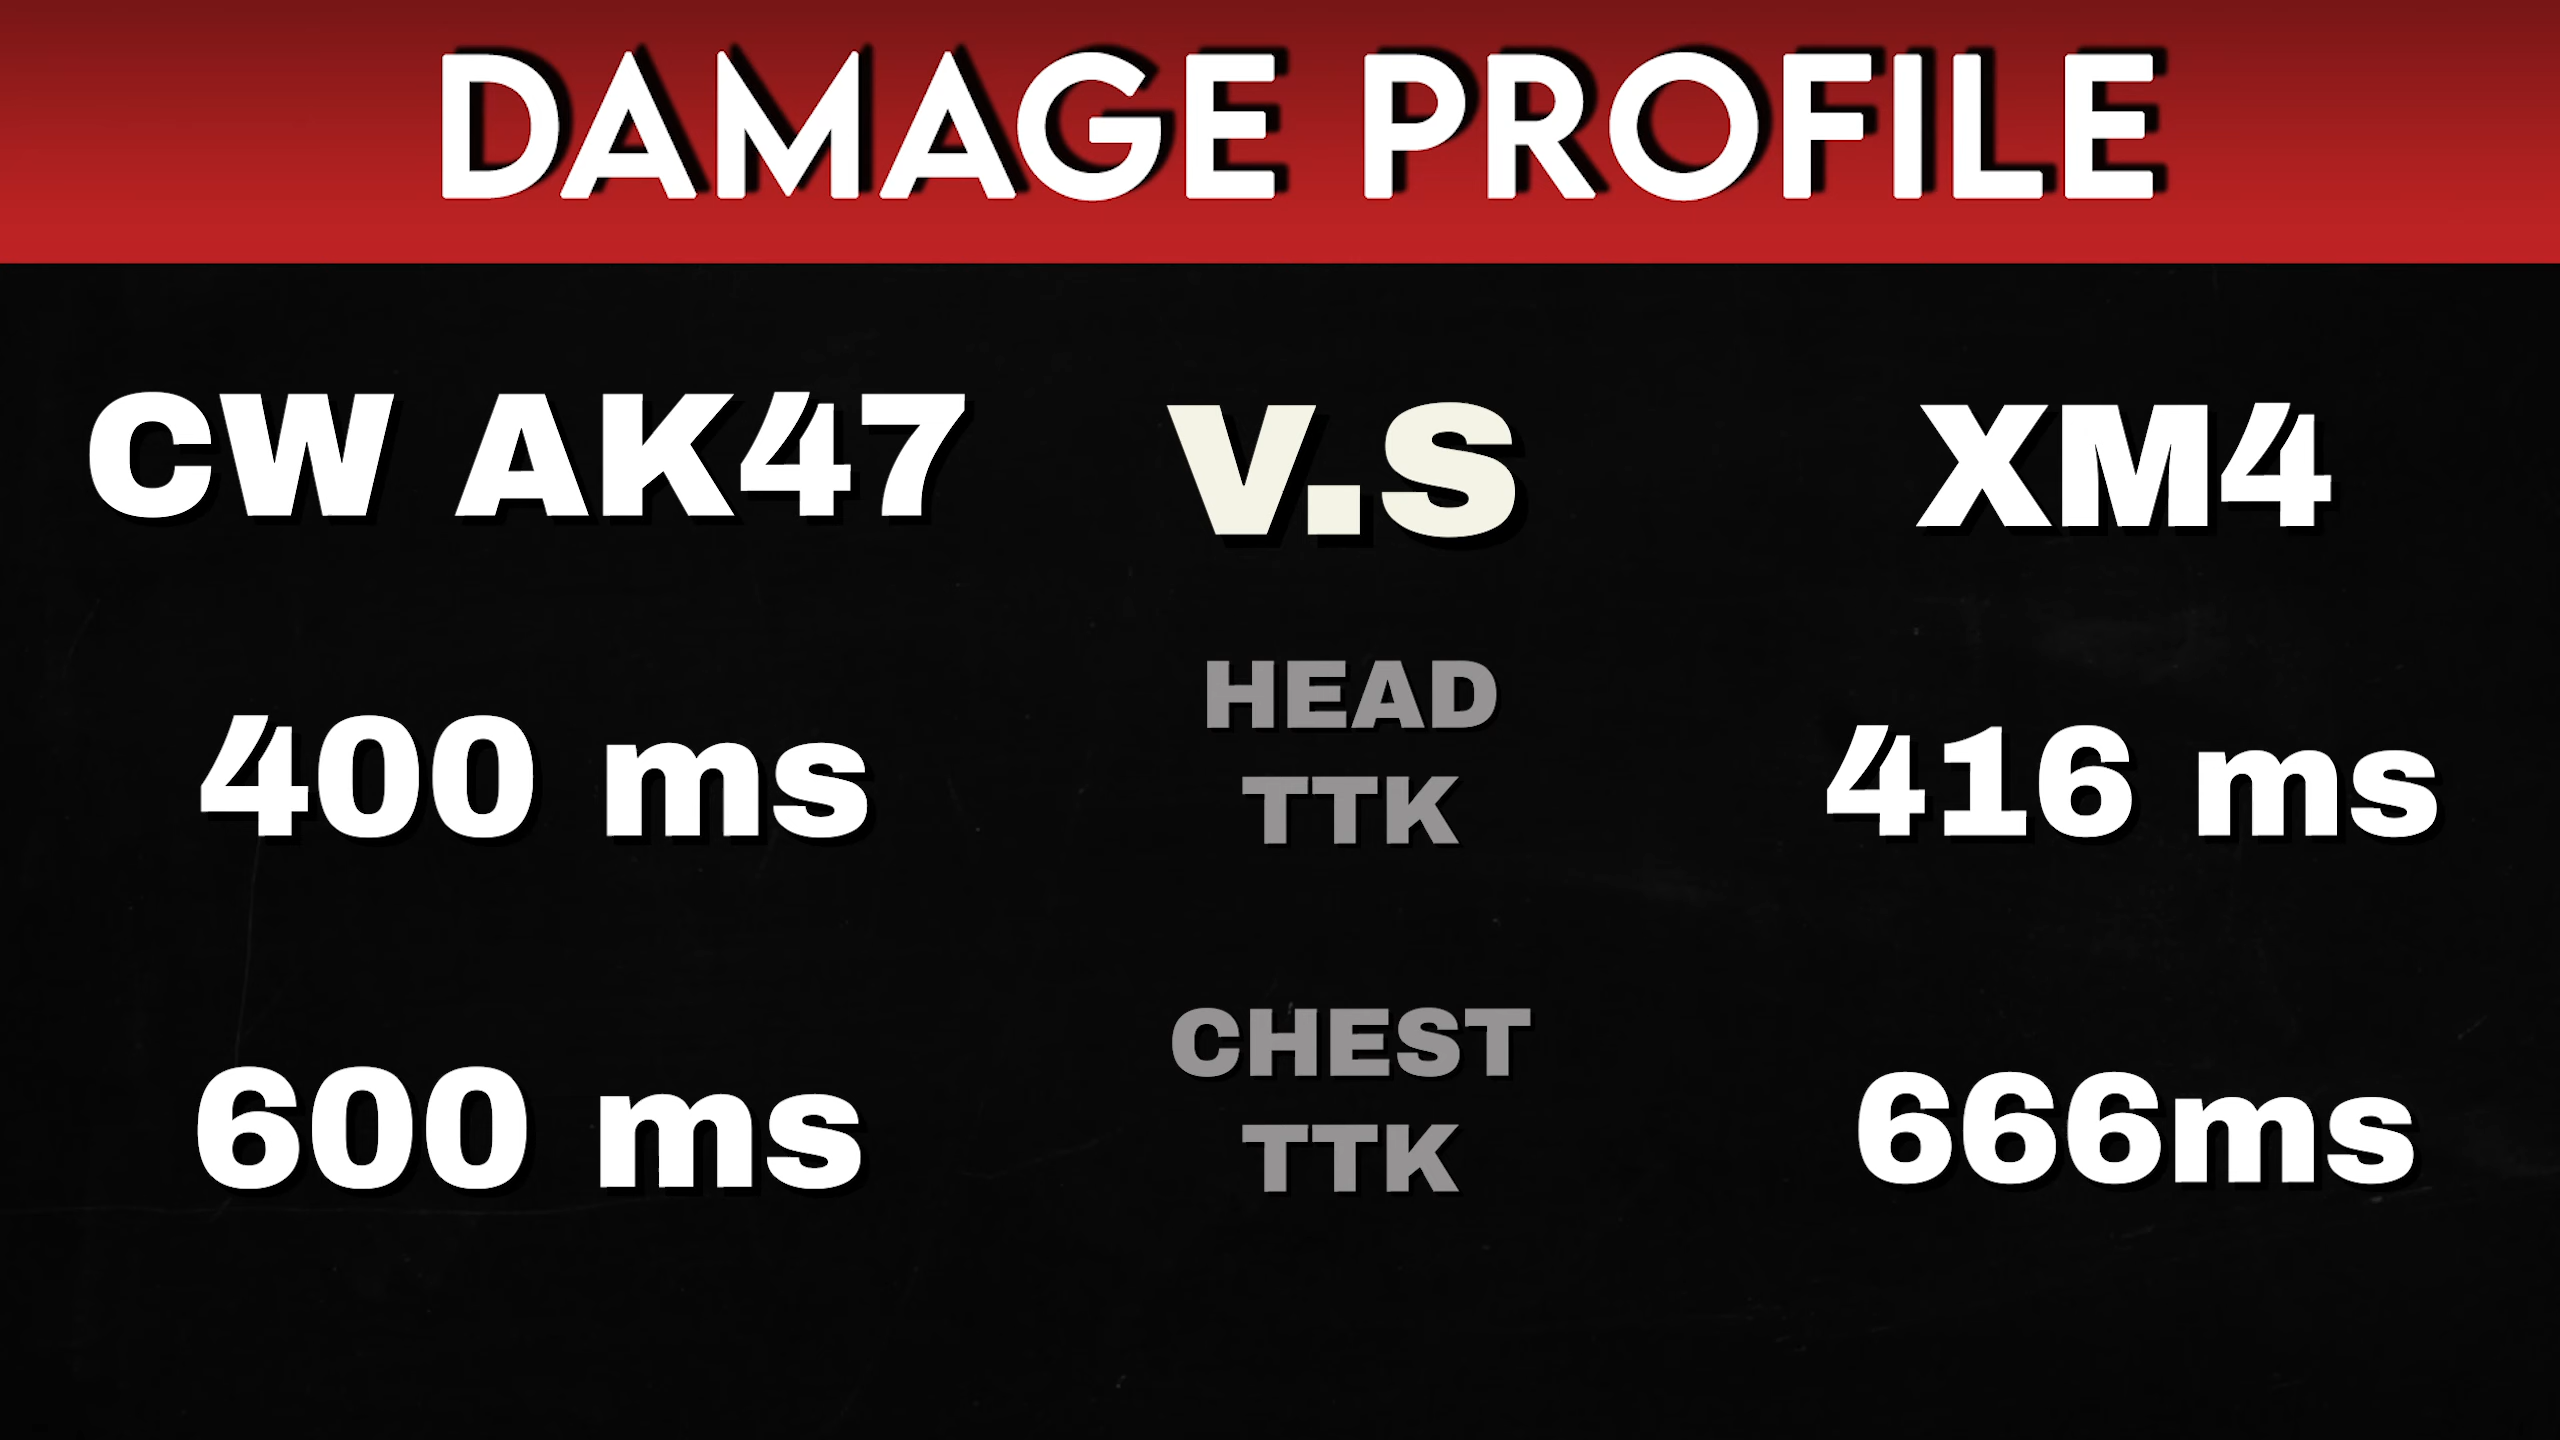 DAMAGE PROFILE
CW AK47 V.S XM4
HEAD
400 ms TTK 416 ms
CHEST
600 ms TTK 666ms